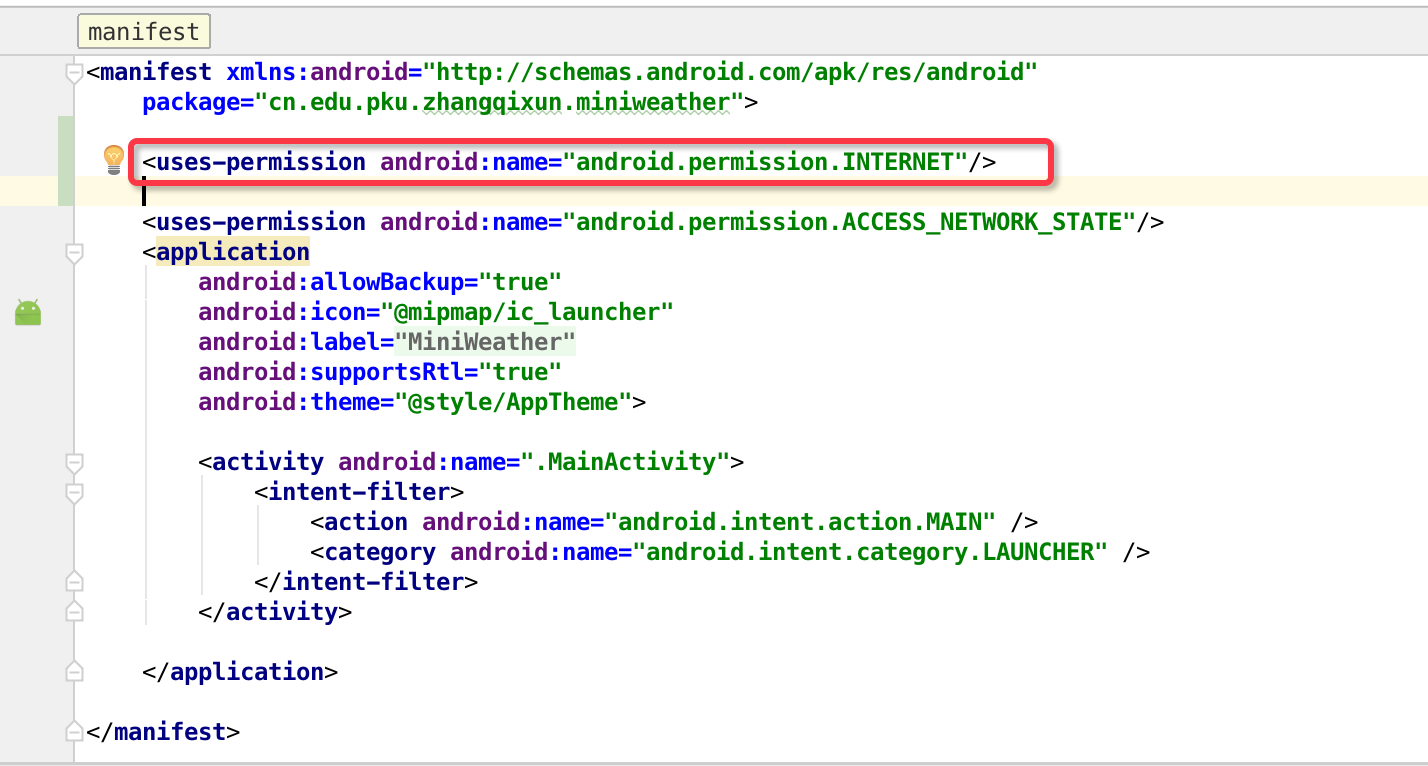 manifest
<manifest xmlns:android="http://schemas.android.com/apk/res/android"
package="cn.edu.pku.zhangqixun.miniweather">
<uses-permission android:name="android.permission.INTERNET"/>
<uses-permission android:name="android.permission.ACCESS_NETWORK_STATE"/>
<application
android:allowBackup="true"
android:icon="@mipmap/ic_launcher"
android:label="MiniWeather"
android:supportsRtl="true"
android:theme="@style/AppTheme">
<activity android:name=".MainActivity">
<intent-filter>
<action android:name="android.intent.action.MAIN" />
<category android:name="android.intent.category.LAUNCHER" />
</intent-filter>
</activity>
</application>
</manifest>